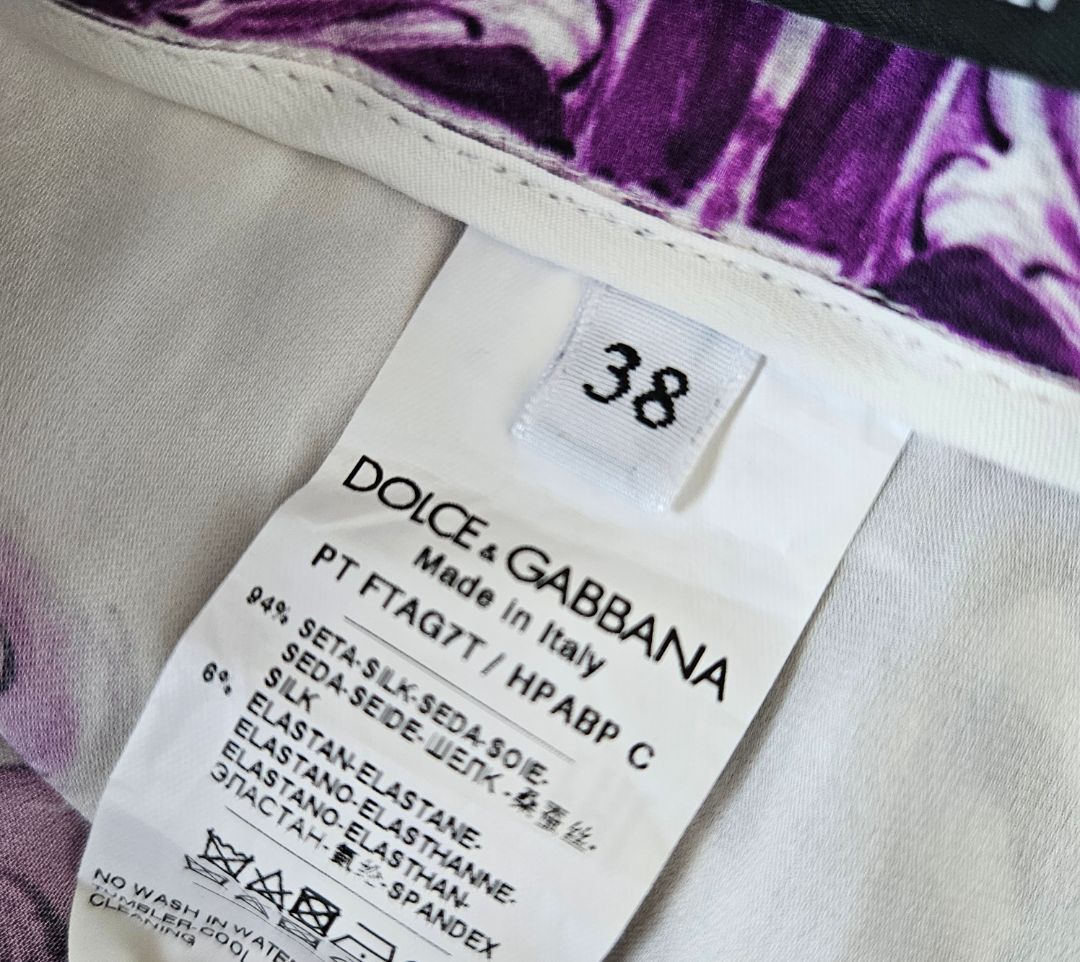 38
DOLCE & GABBANA
Made in Italy
PT FTAG7T / HPABP C
94% SETA-SILK-SEDA-SOIE-
SEDA-SEIDE-ШЕЛК-桑蚕丝-
SILK
6% ELASTAN-ELASTANE-
ELASTANO-ELASTHANNE-
ELASTANO-ELASTHAN-
ЭЛАСТАН-氨纶-SPANDEX
NO WASH IN WATER
TUMBLER-COOL
CLEANING